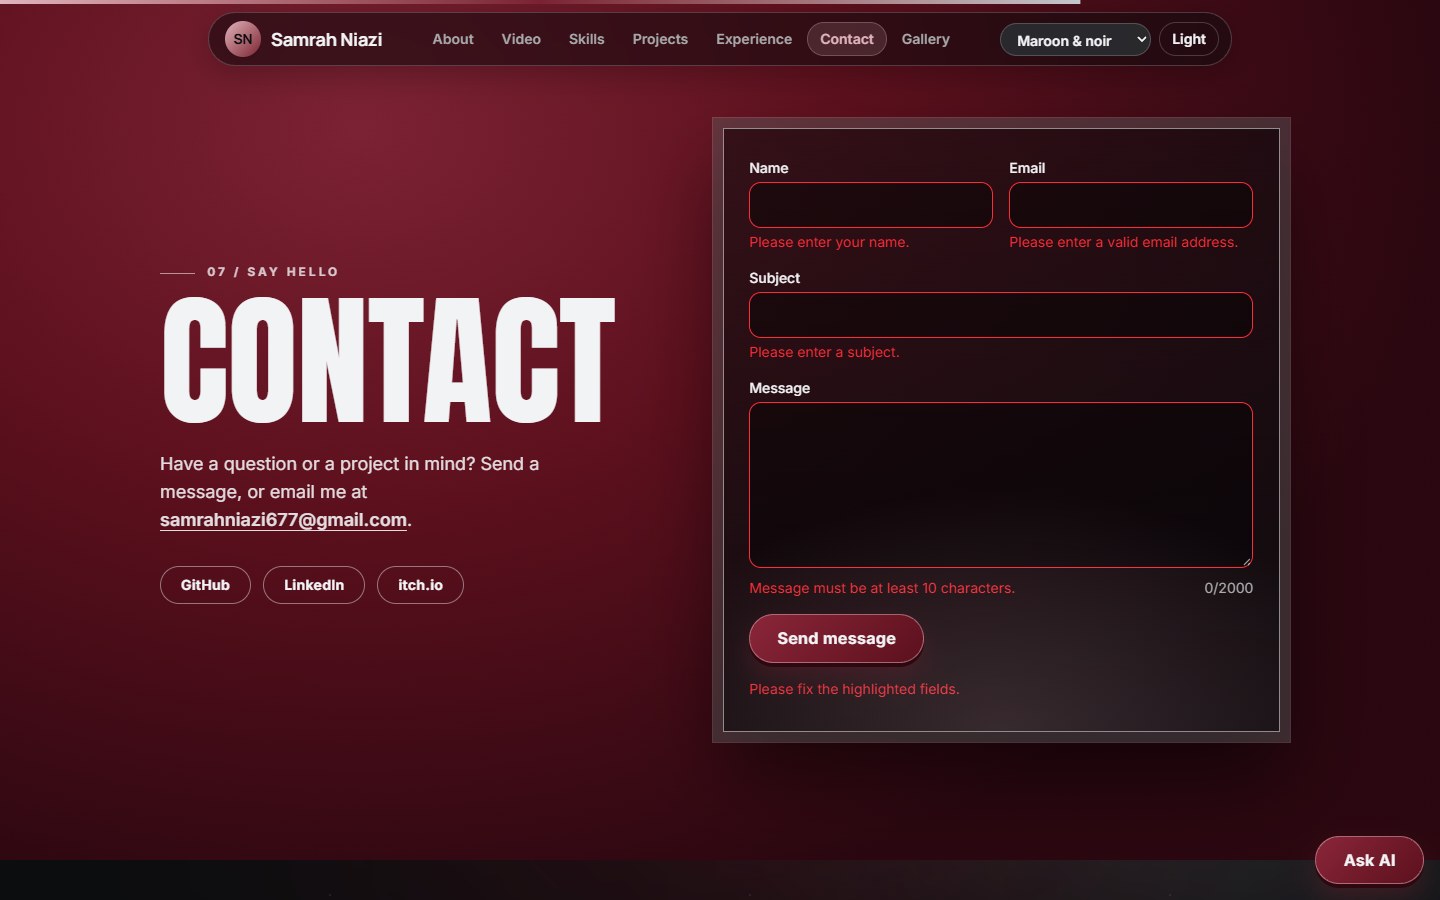 SN Samrah Niazi About Video Skills Projects Experience Contact Gallery Maroon & noir Light
07 / SAY HELLO
CONTACT
Have a question or a project in mind? Send a
message, or email me at
samrahniazi677@gmail.com.
GitHub LinkedIn itch.io
Name Email
Please enter your name. Please enter a valid email address.
Subject
Please enter a subject.
Message
Message must be at least 10 characters. 0/2000
Send message
Please fix the highlighted fields.
Ask AI